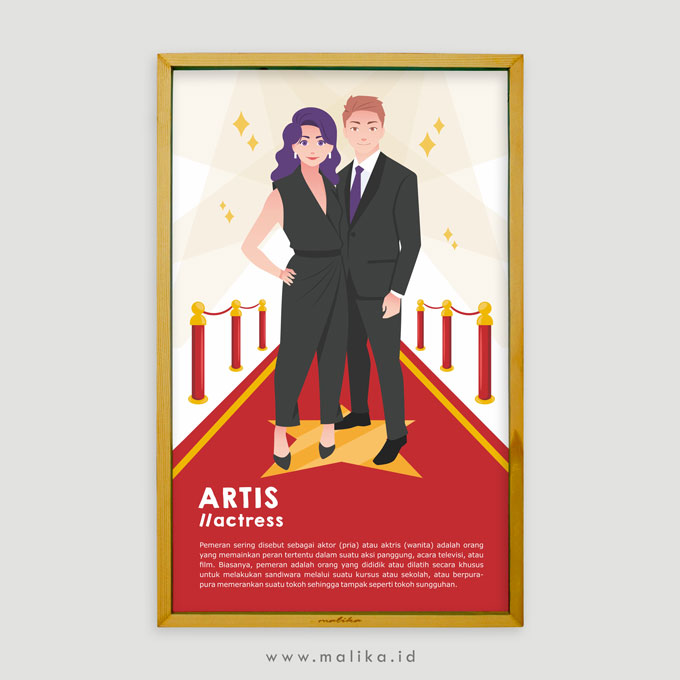 ARTIS
//actress
Pemeran sering disebut sebagai aktor (pria) atau aktris (wanita) adalah orang
yang memainkan peran tertentu dalam suatu aksi panggung, acara televisi, atau
film. Biasanya, pemeran adalah orang yang dididik atau dilatih secara khusus
untuk melakukan sandiwara melalui suatu kursus atau sekolah, atau berpura-
pura memerankan suatu tokoh sehingga tampak seperti tokoh sungguhan.
malika
www.malika.id